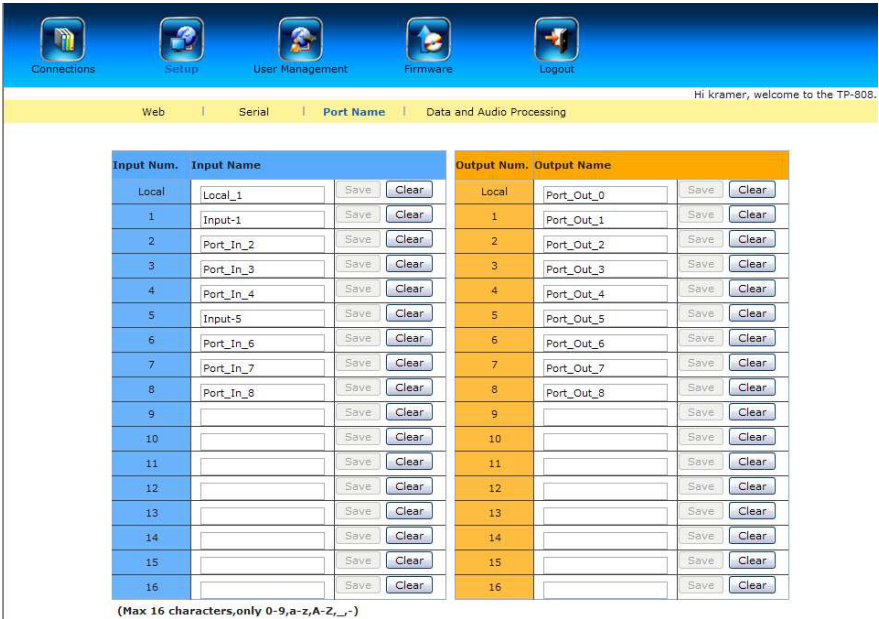 Connections Setup User Management Firmware Logout
Hi kramer, welcome to the TP-808.
Web | Serial | Port Name | Data and Audio Processing
Input Num. Input Name Output Num. Output Name
Local Local_1 Save Clear Local Port_Out_0 Save Clear
1 Input-1 Save Clear 1 Port_Out_1 Save Clear
2 Port_In_2 Save Clear 2 Port_Out_2 Save Clear
3 Port_In_3 Save Clear 3 Port_Out_3 Save Clear
4 Port_In_4 Save Clear 4 Port_Out_4 Save Clear
5 Input-5 Save Clear 5 Port_Out_5 Save Clear
6 Port_In_6 Save Clear 6 Port_Out_6 Save Clear
7 Port_In_7 Save Clear 7 Port_Out_7 Save Clear
8 Port_In_8 Save Clear 8 Port_Out_8 Save Clear
9 Save Clear 9 Save Clear
10 Save Clear 10 Save Clear
11 Save Clear 11 Save Clear
12 Save Clear 12 Save Clear
13 Save Clear 13 Save Clear
14 Save Clear 14 Save Clear
15 Save Clear 15 Save Clear
16 Save Clear 16 Save Clear
(Max 16 characters,only 0-9,a-z,A-Z,_,-)